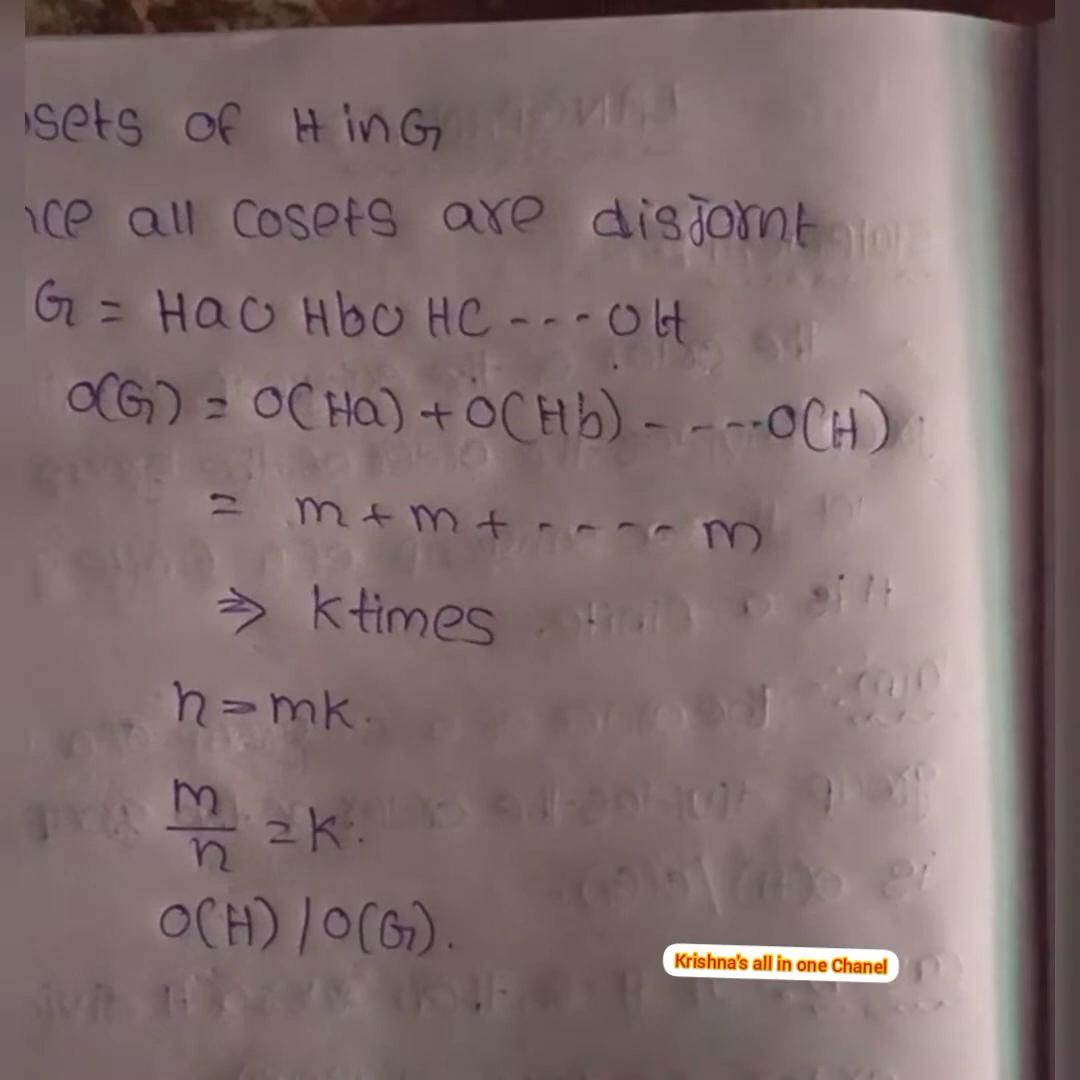 osets of H in G
nce all cosets are disjoint
G = Ha ∪ Hb ∪ Hc - - - ∪ H
O(G) = O(Ha) + O(Hb) - - - - - O(H)
= m + m + - - - - m
⇒ k times
n = mk.
m/n = k.
O(H) / O(G).
Krishna's all in one Chanel